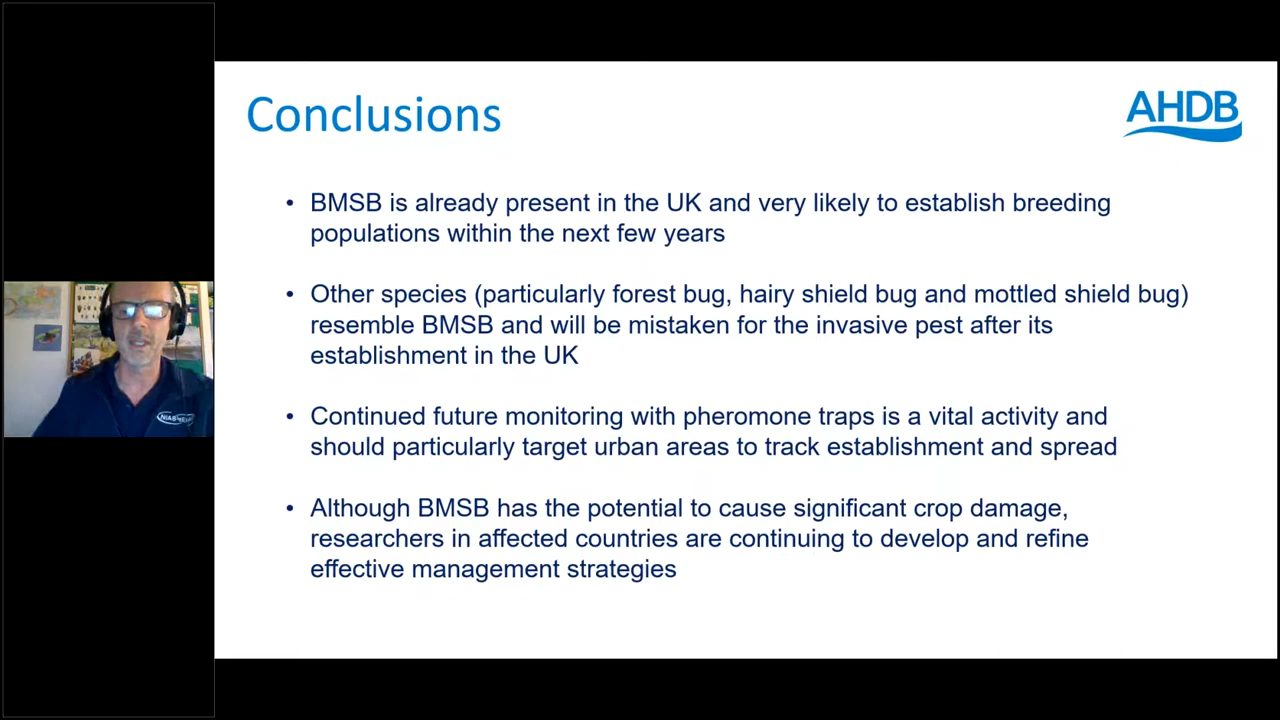 Conclusions
AHDB
• BMSB is already present in the UK and very likely to establish breeding
populations within the next few years
• Other species (particularly forest bug, hairy shield bug and mottled shield bug)
resemble BMSB and will be mistaken for the invasive pest after its
establishment in the UK
• Continued future monitoring with pheromone traps is a vital activity and
should particularly target urban areas to track establishment and spread
• Although BMSB has the potential to cause significant crop damage,
researchers in affected countries are continuing to develop and refine
effective management strategies
NIAB